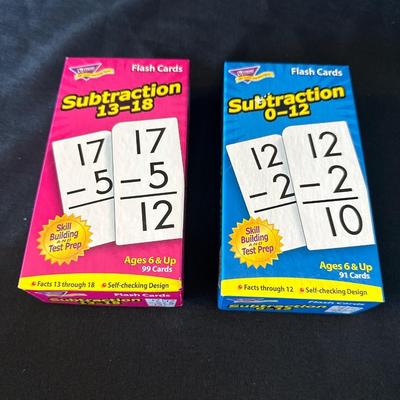 Flash Cards
Subtraction
13–18
17
– 5
17
– 5
12
Skill
Building
AND
Test Prep
Ages 6 & Up
99 Cards
Facts 13 through 18
Self-checking Design
Flash Cards
Flash Cards
Subtraction
0–12
12
– 2
12
– 2
10
Skill
Building
AND
Test Prep
Ages 6 & Up
91 Cards
Facts through 12
Self-checking Design
Flash Cards